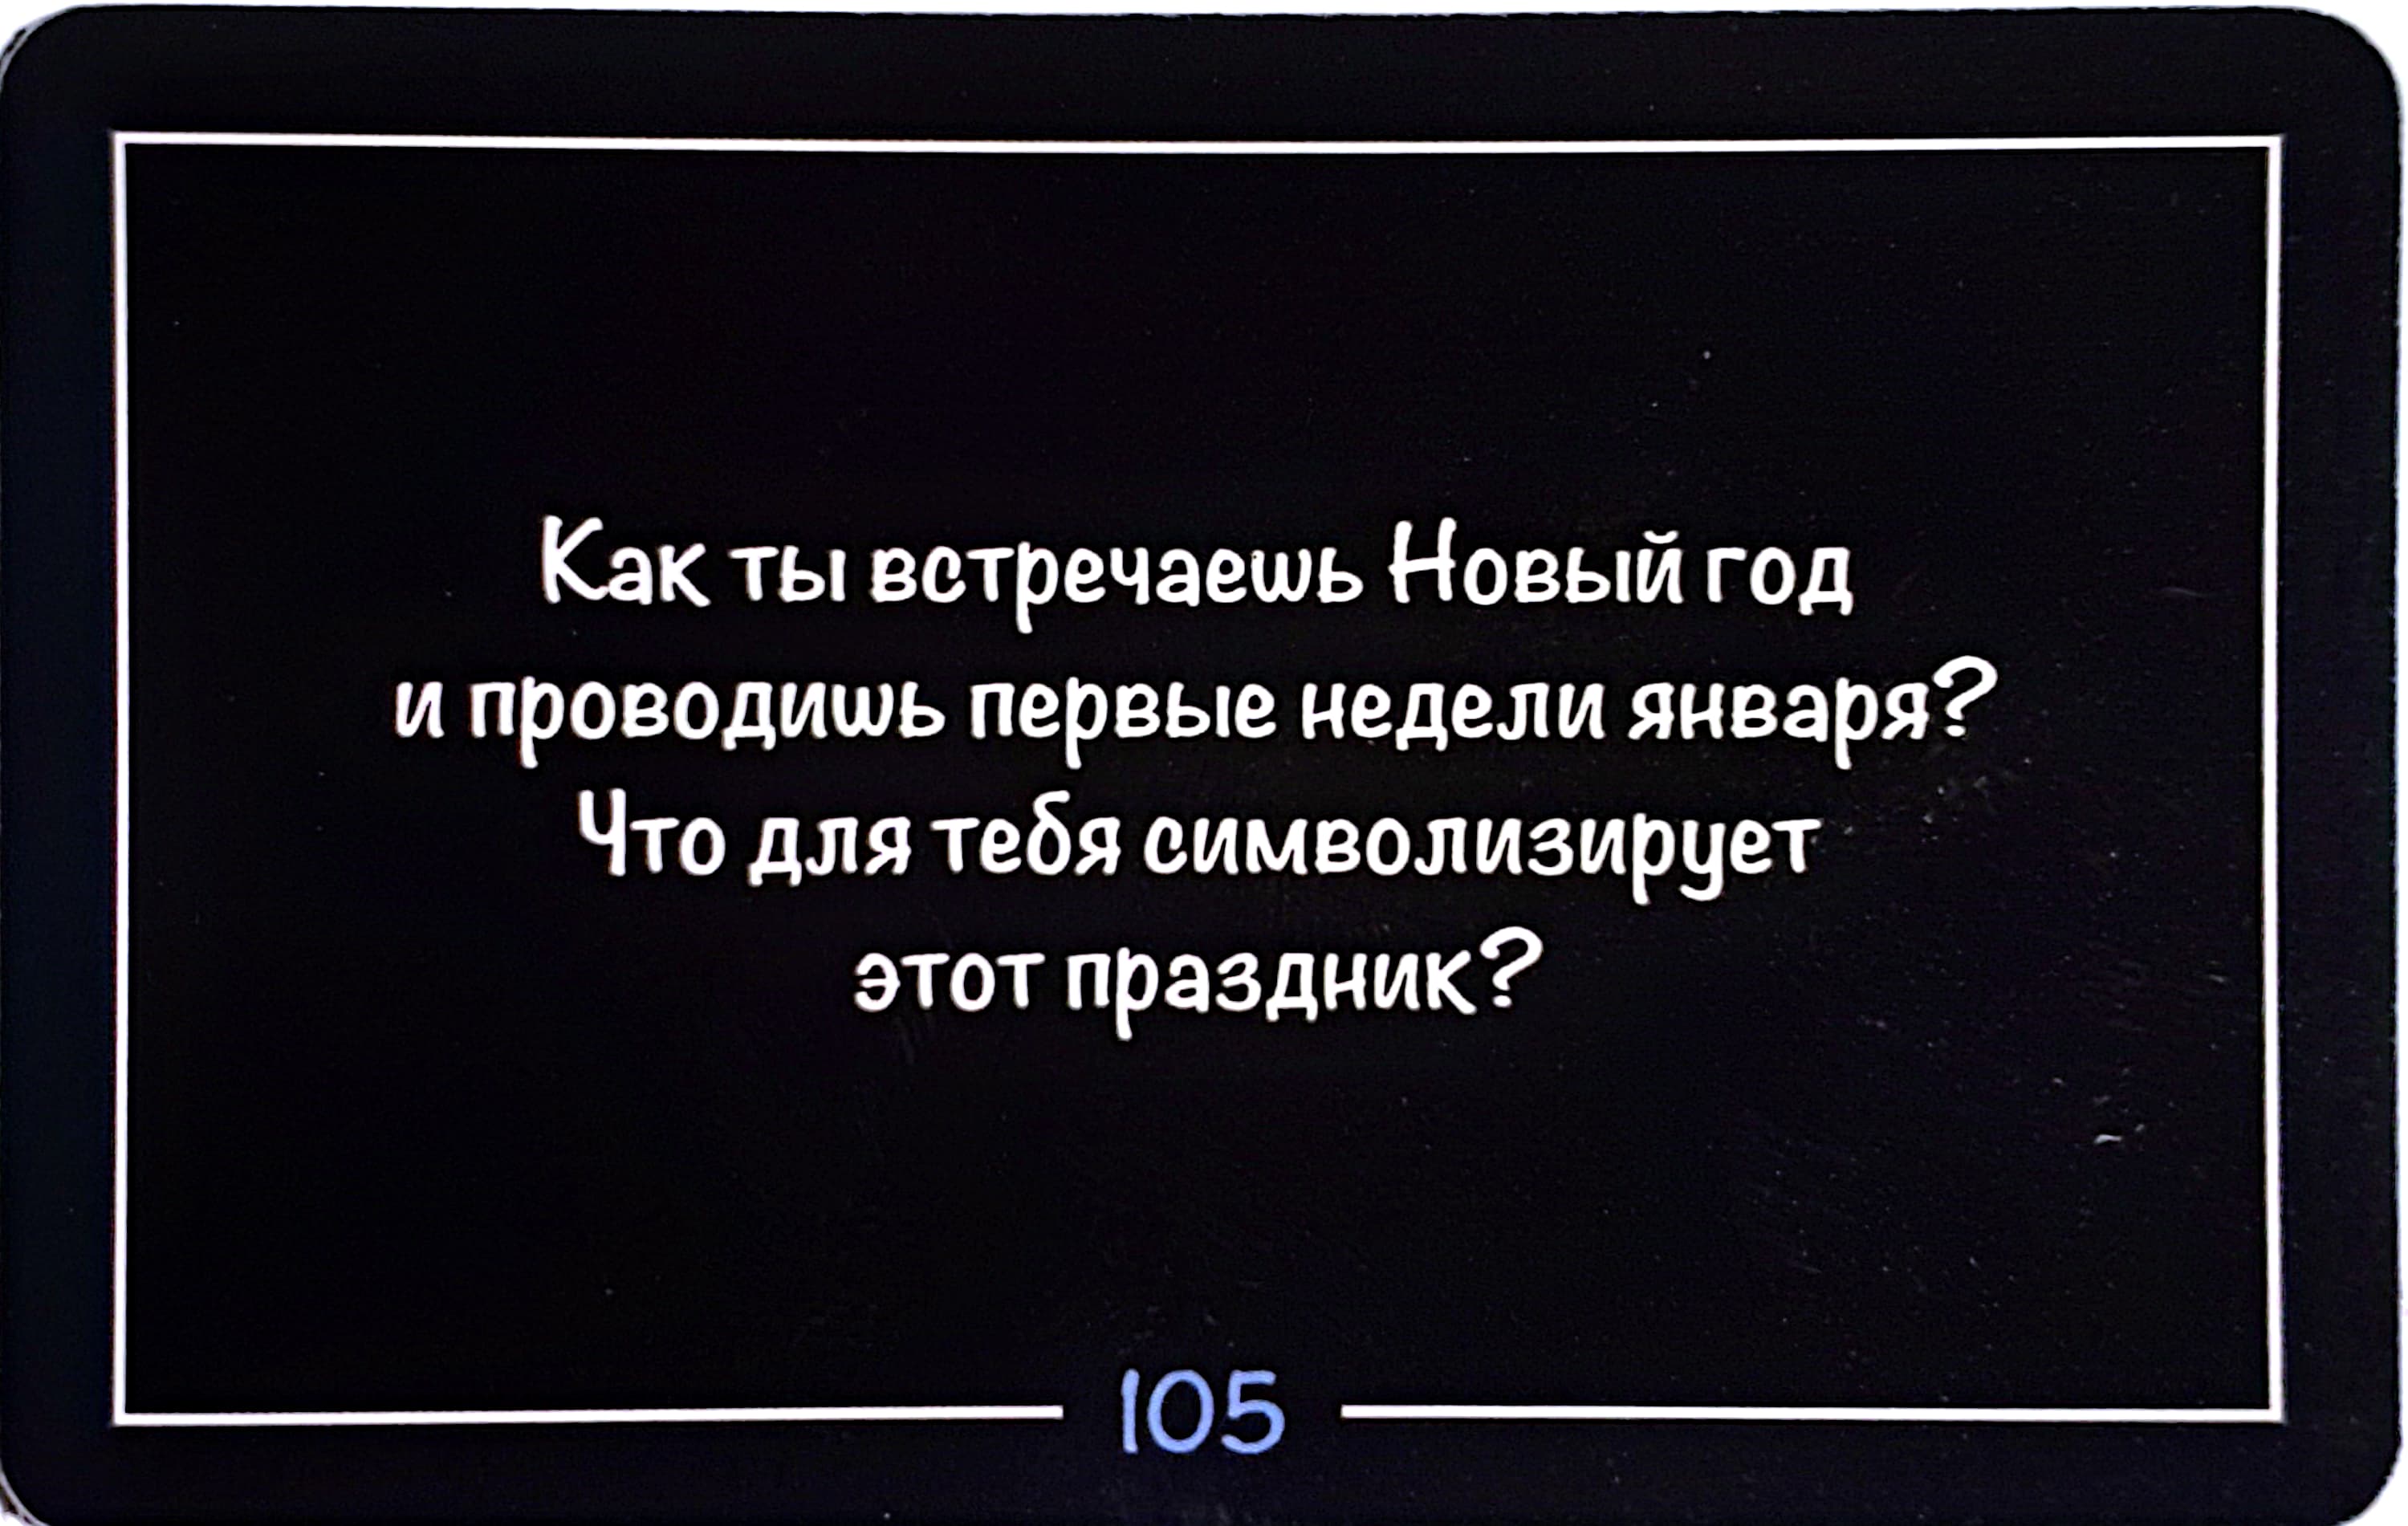 Как ты встречаешь Новый год
и проводишь первые недели января?
Что для тебя символизирует
этот праздник?
105